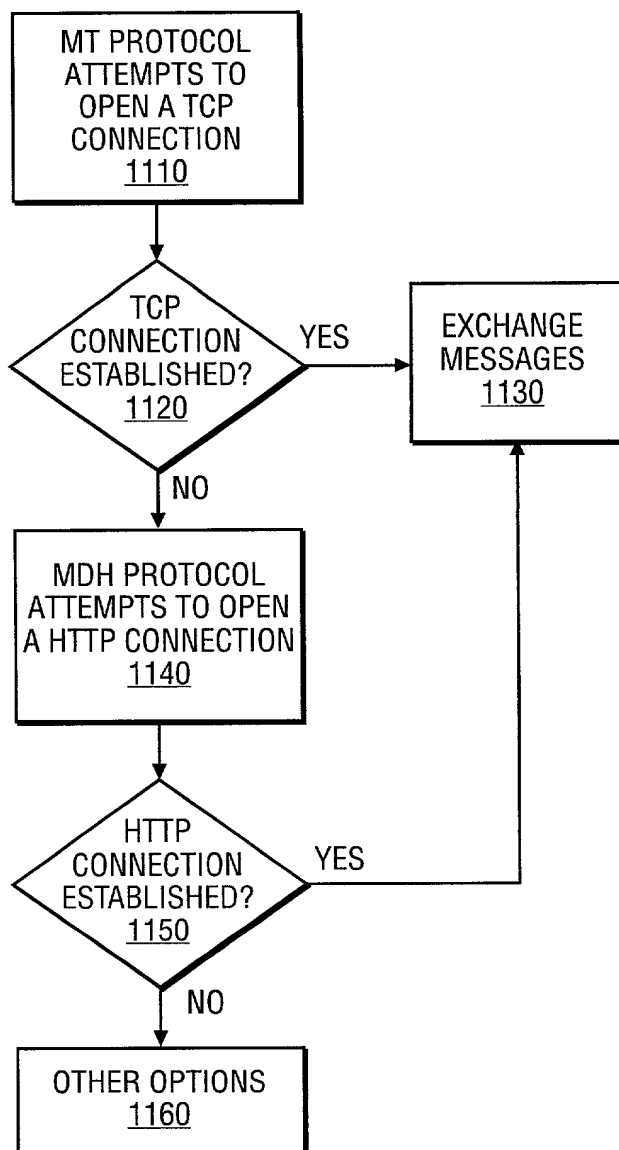 MT PROTOCOL
ATTEMPTS TO
OPEN A TCP
CONNECTION
1110
TCP
CONNECTION
ESTABLISHED?
1120
YES
EXCHANGE
MESSAGES
1130
NO
MDH PROTOCOL
ATTEMPTS TO OPEN
A HTTP CONNECTION
1140
HTTP
CONNECTION
ESTABLISHED?
1150
YES
NO
OTHER OPTIONS
1160